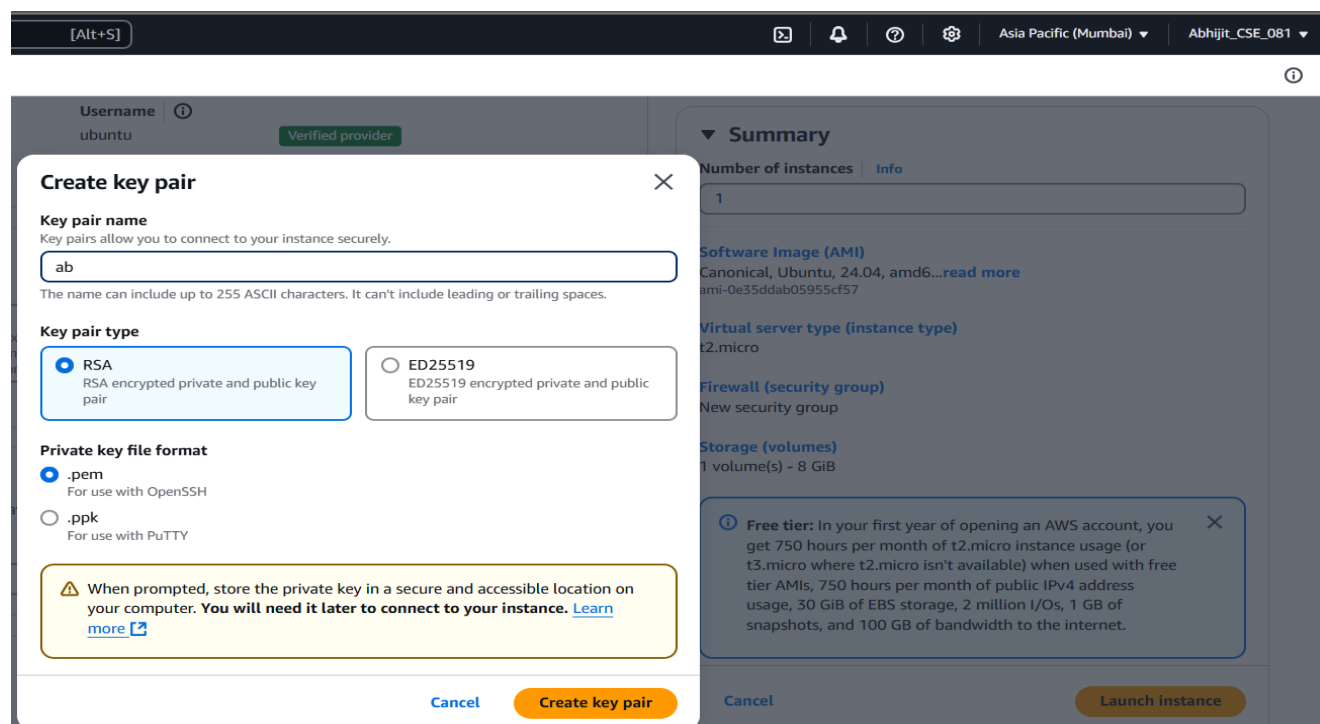 [Alt+S]
Asia Pacific (Mumbai)
Abhijit_CSE_081
Username
ubuntu
Verified provider
Create key pair
Key pair name
Key pairs allow you to connect to your instance securely.
ab
The name can include up to 255 ASCII characters. It can't include leading or trailing spaces.
Key pair type
RSA
RSA encrypted private and public key
pair
ED25519
ED25519 encrypted private and public
key pair
Private key file format
.pem
For use with OpenSSH
.ppk
For use with PuTTY
When prompted, store the private key in a secure and accessible location on
your computer. You will need it later to connect to your instance. Learn
more
Cancel
Create key pair
Summary
Number of instances
Info
1
Software Image (AMI)
Canonical, Ubuntu, 24.04, amd6...read more
ami-0e35ddab05955cf57
Virtual server type (instance type)
t2.micro
Firewall (security group)
New security group
Storage (volumes)
1 volume(s) - 8 GiB
Free tier: In your first year of opening an AWS account, you
get 750 hours per month of t2.micro instance usage (or
t3.micro where t2.micro isn't available) when used with free
tier AMIs, 750 hours per month of public IPv4 address
usage, 30 GiB of EBS storage, 2 million I/Os, 1 GB of
snapshots, and 100 GB of bandwidth to the internet.
Cancel
Launch instance